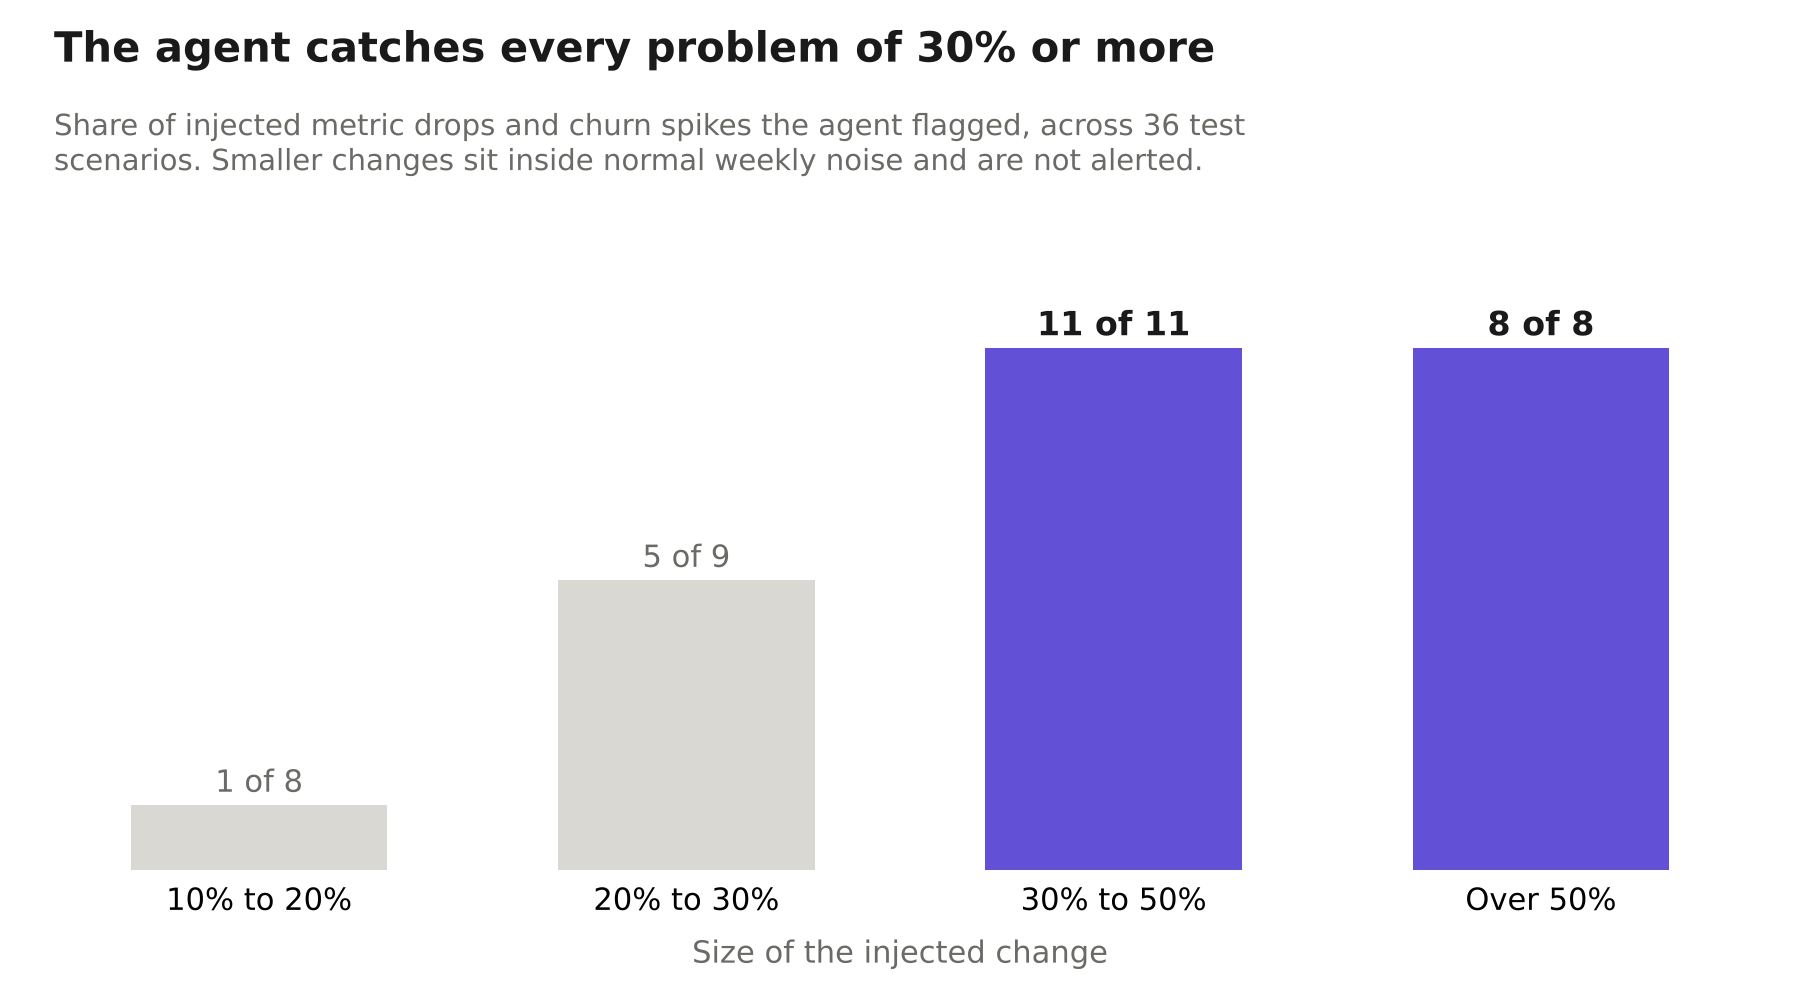 The agent catches every problem of 30% or more
Share of injected metric drops and churn spikes the agent flagged, across 36 test
scenarios. Smaller changes sit inside normal weekly noise and are not alerted.
11 of 11
8 of 8
5 of 9
1 of 8
10% to 20%
20% to 30%
30% to 50%
Over 50%
Size of the injected change